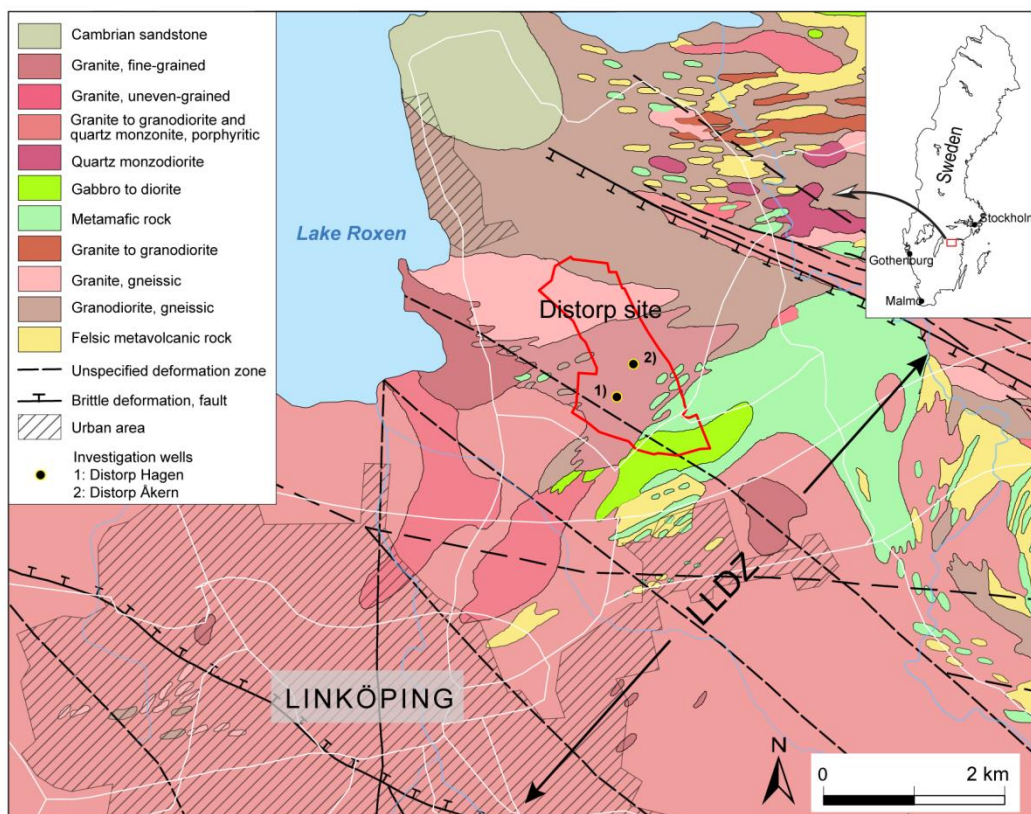 Cambrian sandstone
Granite, fine-grained
Granite, uneven-grained
Granite to granodiorite and
quartz monzonite, porphyritic
Quartz monzodiorite
Gabbro to diorite
Metamafic rock
Granite to granodiorite
Granite, gneissic
Granodiorite, gneissic
Felsic metavolcanic rock
Unspecified deformation zone
Brittle deformation, fault
Urban area
Investigation wells
1: Distorp Hagen
2: Distorp Åkern
Lake Roxen
Distorp site
2)
1)
LLDZ
LINKÖPING
Sweden
Stockholm
Gothenburg
Malmö
N
0
2 km